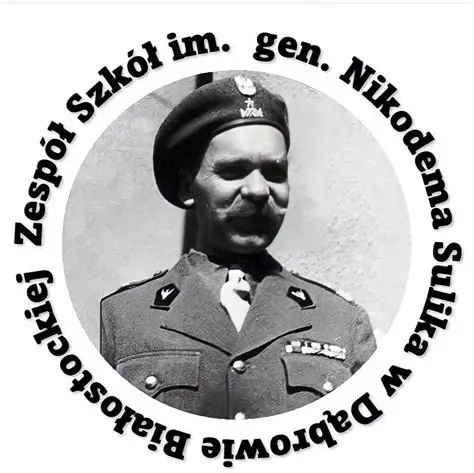 Zespół Szkół im. gen. Nikodema Sulika w Dąbrowie Białostockiej